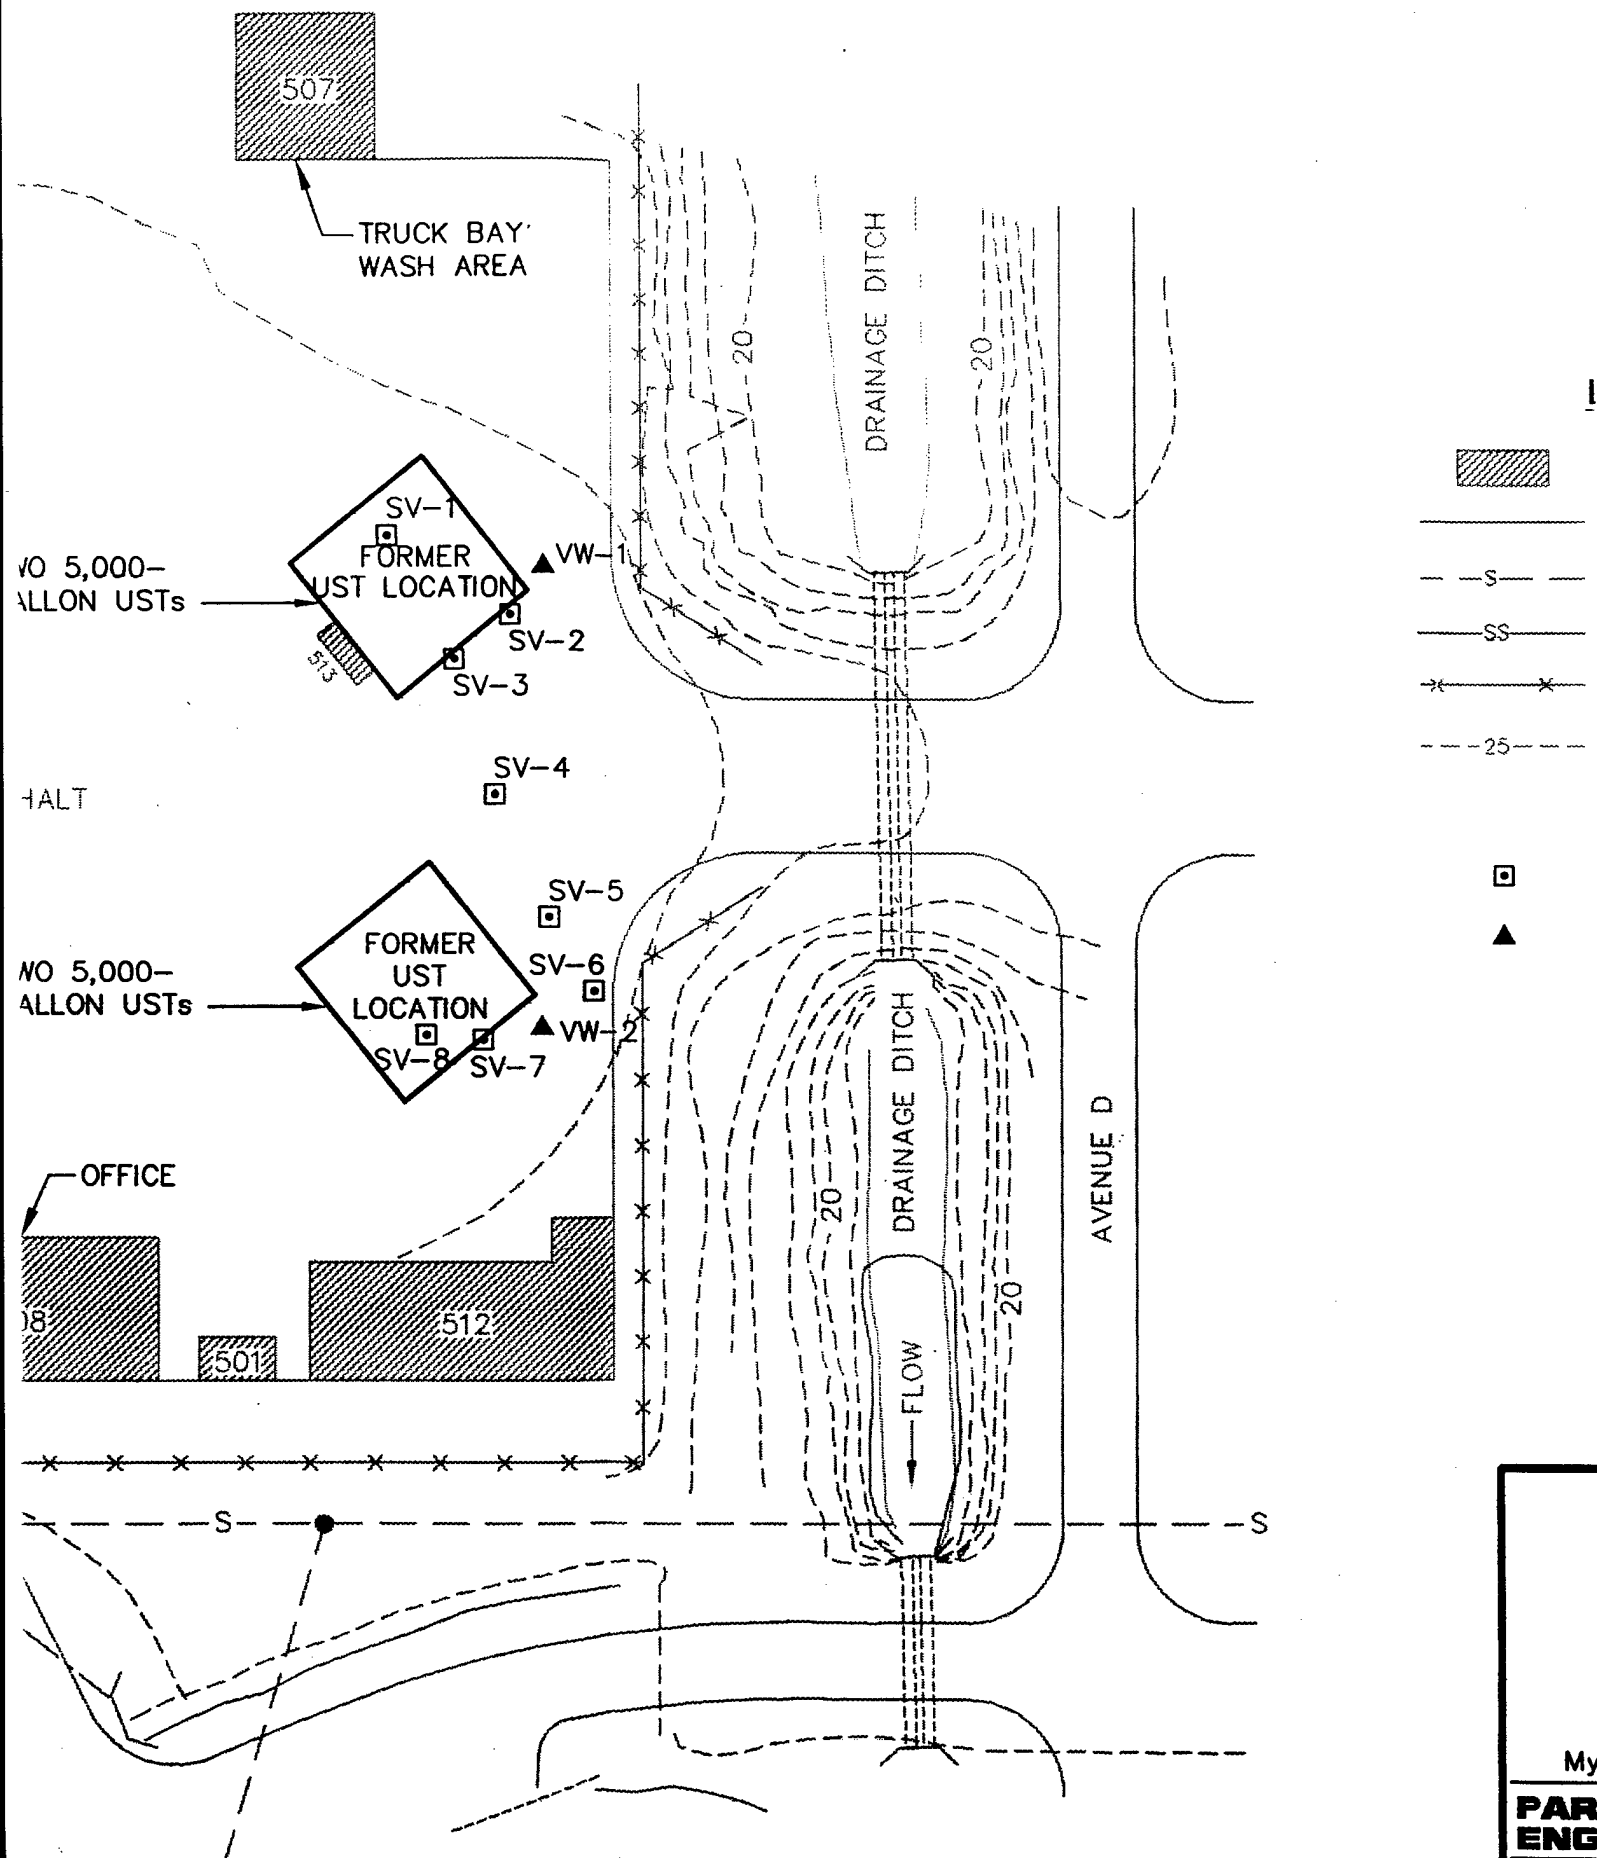 507
TRUCK BAY
WASH AREA
DRAINAGE DITCH
20
20
SV-1
FORMER
UST LOCATION
VW-1
5,000-
USTs
SV-2
513
SV-3
SV-4
SV-5
SV-6
FORMER
UST
LOCATION
5,000-
USTs
VW-2
SV-8
SV-7
DRAINAGE DITCH
20
20
AVENUE D
OFFICE
512
501
FLOW
S
S
S
SS
25
My
PAR
ENG